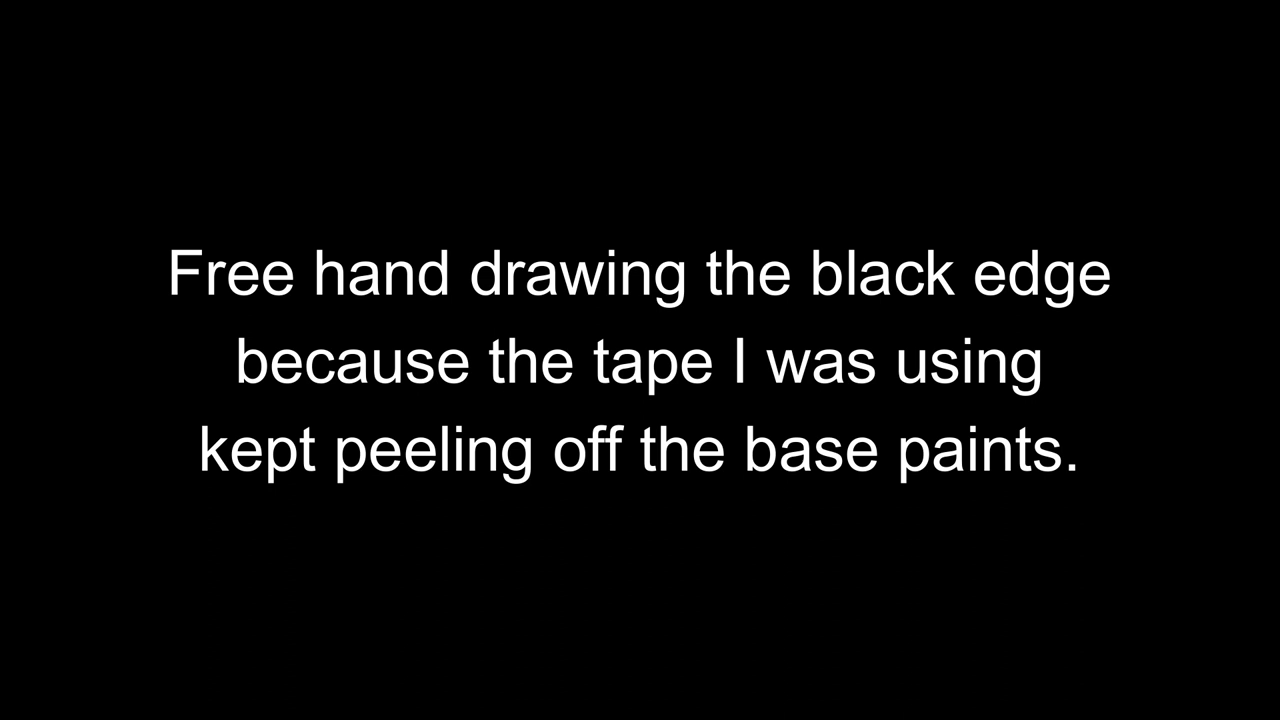 Free hand drawing the black edge
because the tape I was using
kept peeling off the base paints.